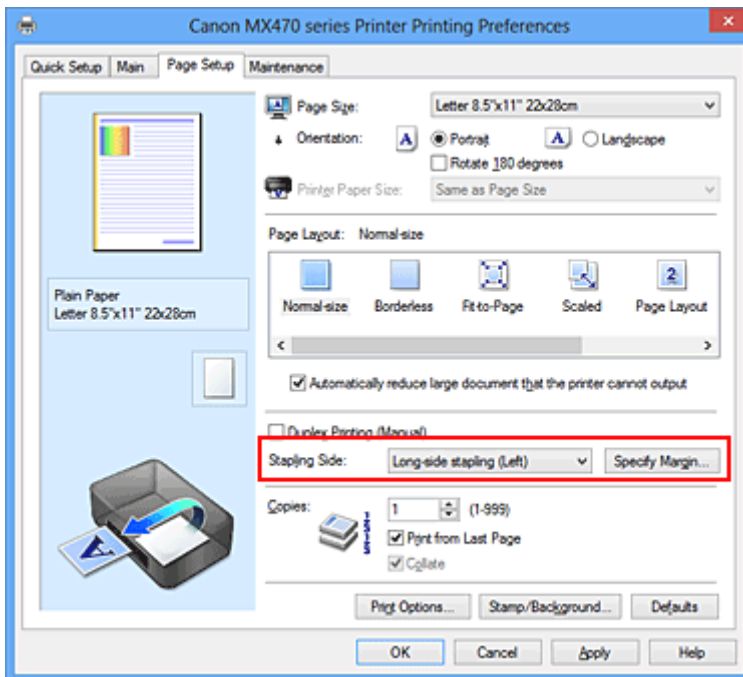 Canon MX470 series Printer Printing Preferences
Quick Setup Main Page Setup Maintenance
Page Size: Letter 8.5"x11" 22x28cm
Orientation: A Portrait A Landscape
Rotate 180 degrees
Printer Paper Size: Same as Page Size
Page Layout: Normal-size
2
Normal-size Borderless Fit-to-Page Scaled Page Layout
Plain Paper
Letter 8.5"x11" 22x28cm
Automatically reduce large document that the printer cannot output
Duplex Printing (Manual)
Stapling Side: Long-side stapling (Left) Specify Margin...
Copies: 1 (1-999)
Print from Last Page
Collate
A
Print Options... Stamp/Background... Defaults
OK Cancel Apply Help